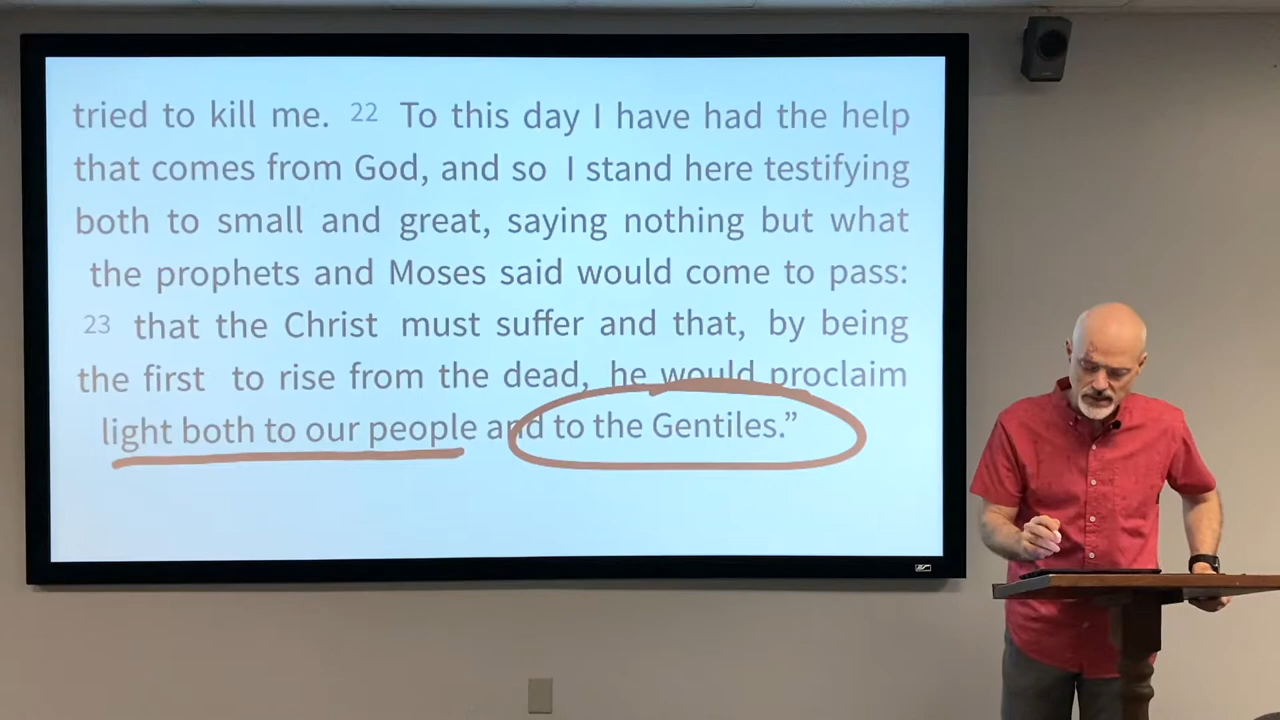 tried to kill me. 22 To this day I have had the help
that comes from God, and so I stand here testifying
both to small and great, saying nothing but what
the prophets and Moses said would come to pass:
23 that the Christ must suffer and that, by being
the first to rise from the dead, he would proclaim
light both to our people and to the Gentiles.”